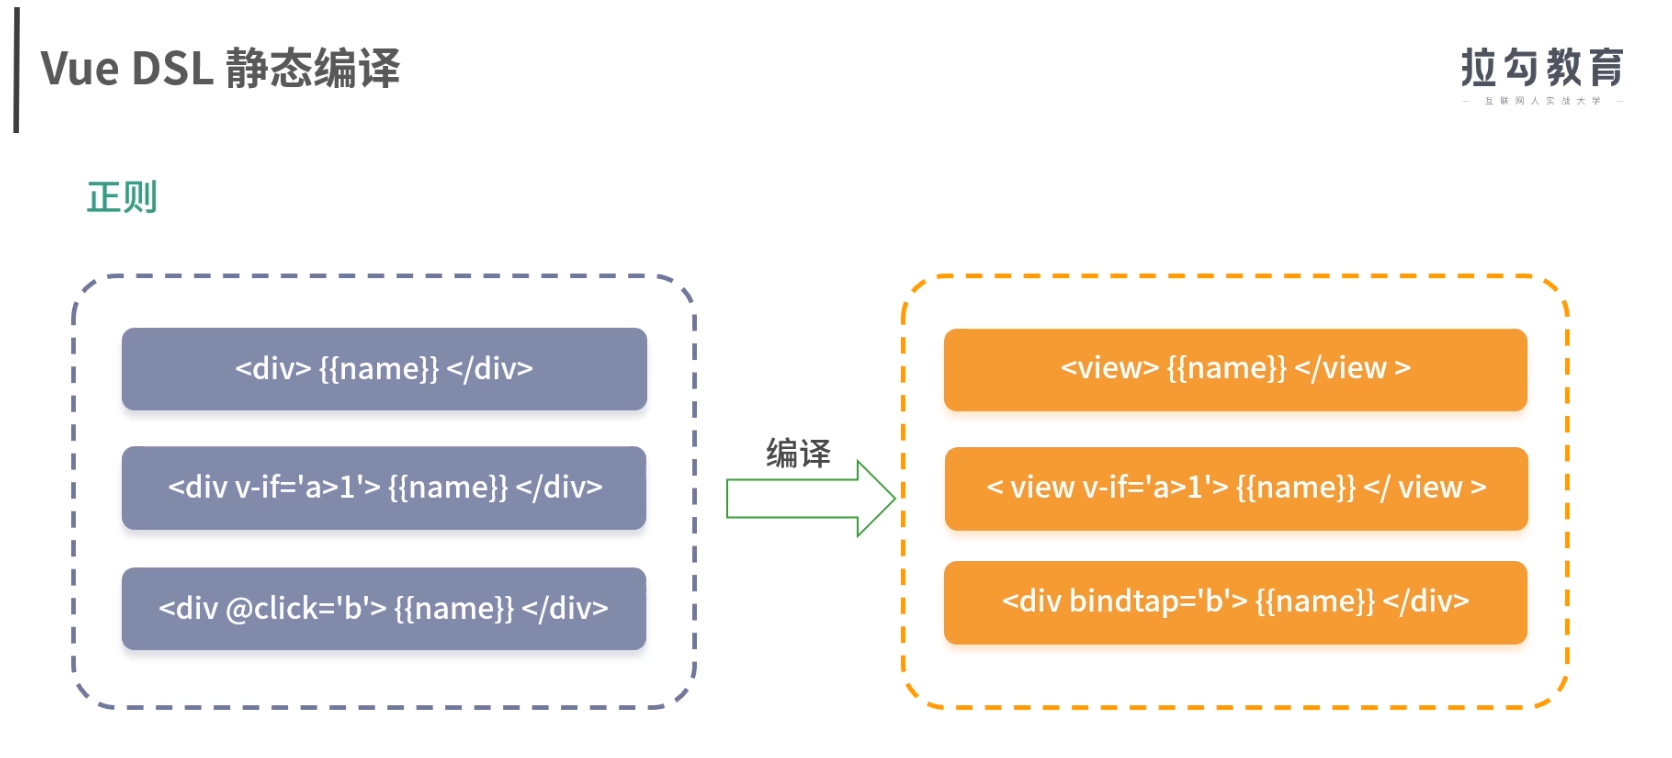 Vue DSL 静态编译
拉勾教育
— 互联网人实战大学 —
正则
<div> {{name}} </div>
<div v-if='a>1'> {{name}} </div>
<div @click='b'> {{name}} </div>
编译
<view> {{name}} </view >
< view v-if='a>1'> {{name}} </ view >
<div bindtap='b'> {{name}} </div>